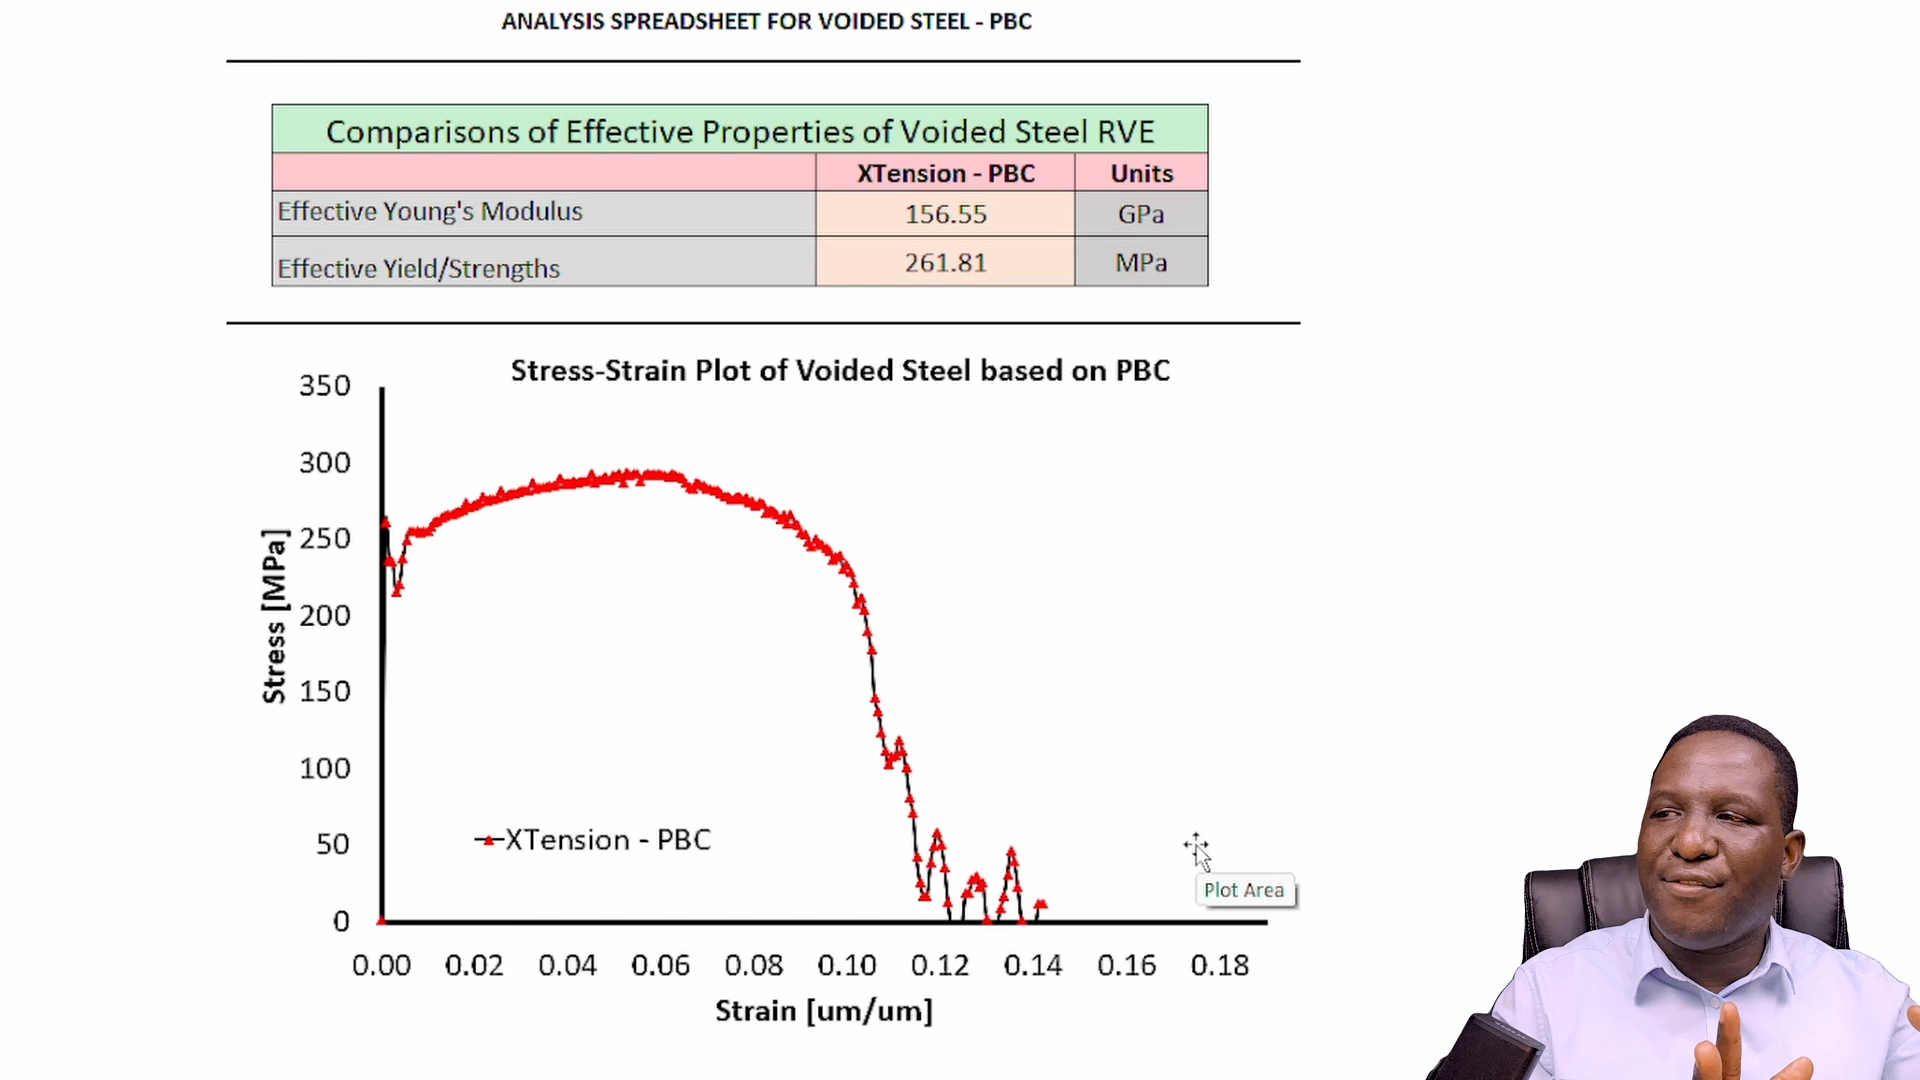 ANALYSIS SPREADSHEET FOR VOIDED STEEL - PBC
Comparisons of Effective Properties of Voided Steel RVE
XTension - PBC Units
Effective Young's Modulus 156.55 GPa
Effective Yield/Strengths 261.81 MPa
Stress-Strain Plot of Voided Steel based on PBC
350
300
250
200
150
100
50
0
Stress [MPa]
XTension - PBC
Plot Area
0.00 0.02 0.04 0.06 0.08 0.10 0.12 0.14 0.16 0.18
Strain [um/um]